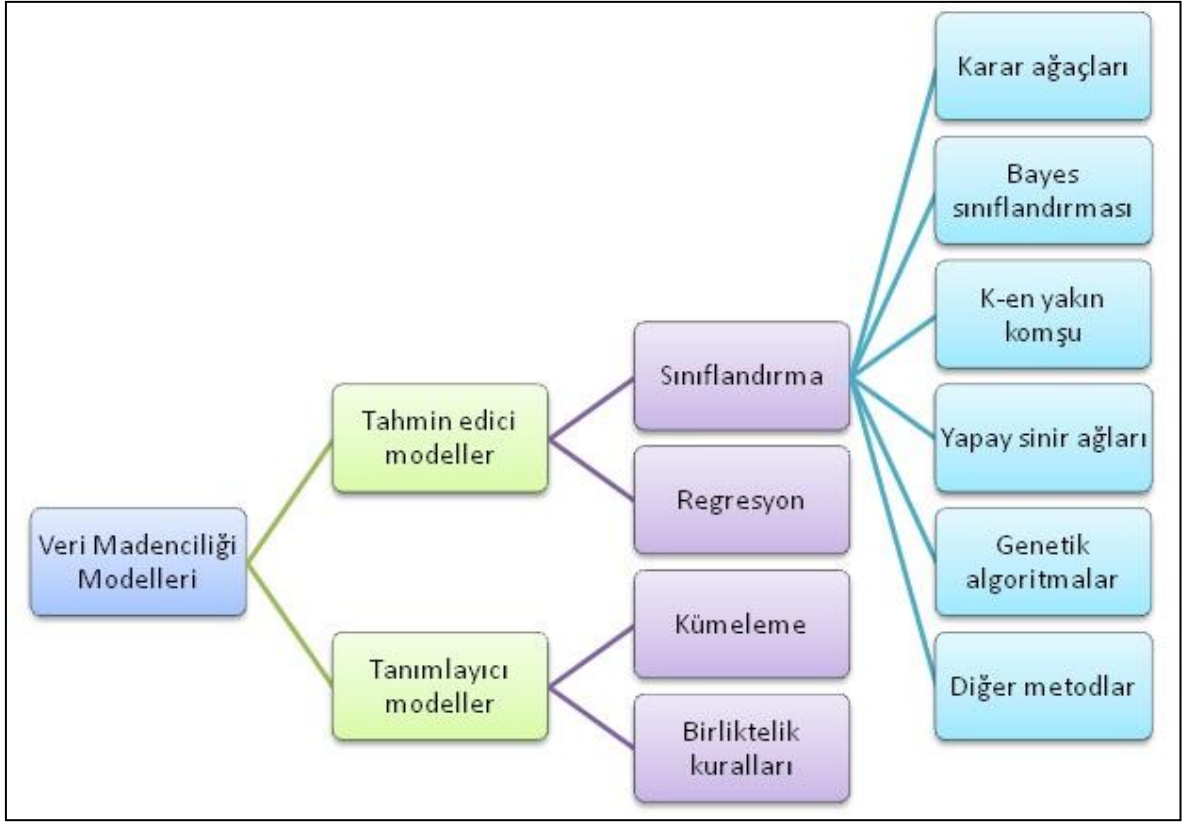 Veri Madenciliği
Modelleri
Tahmin edici
modeller
Tanımlayıcı
modeller
Sınıflandırma
Regresyon
Kümeleme
Birliktelik
kuralları
Karar ağaçları
Bayes
sınıflandırması
K-en yakın
komşu
Yapay sinir ağları
Genetik
algoritmalar
Diğer metodlar